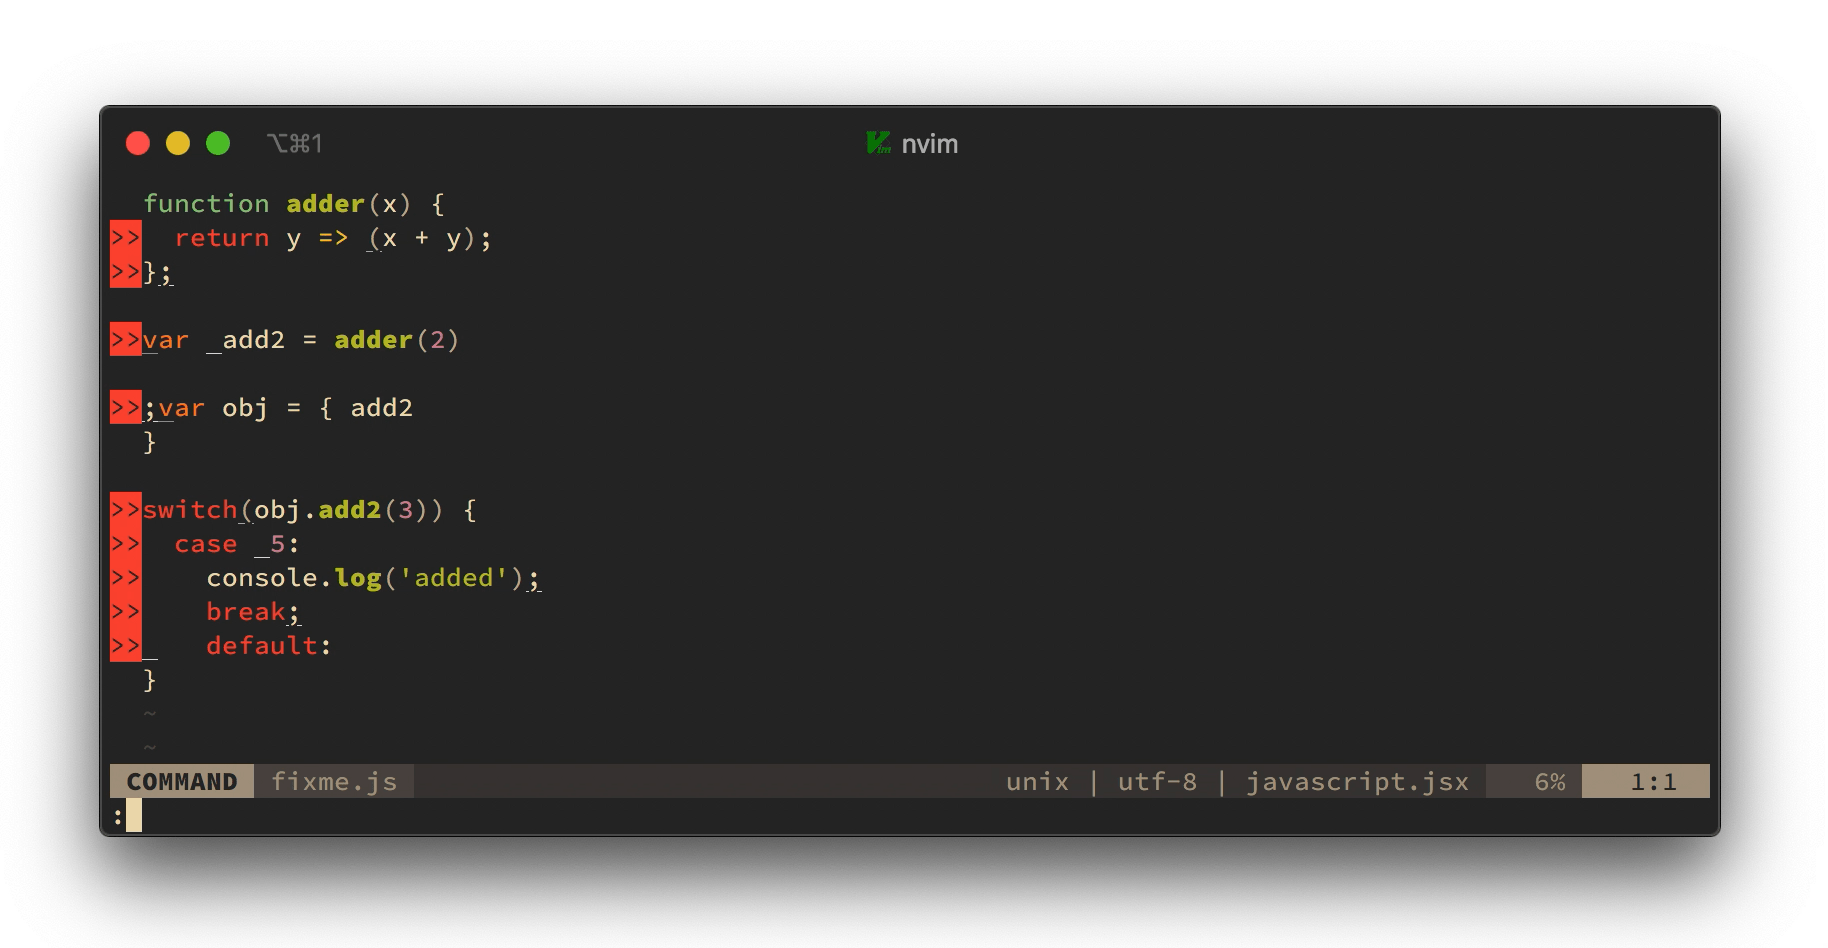 ⌥⌘1 nvim
function adder(x) {
>>  return y => (x + y);
>>};
>>var _add2 = adder(2)
>>;var obj = { add2
}
>>switch(obj.add2(3)) {
>>  case _5:
>>    console.log('added');
>>    break;
>>_   default:
}
~
~
COMMAND fixme.js unix | utf-8 | javascript.jsx 6% 1:1
: